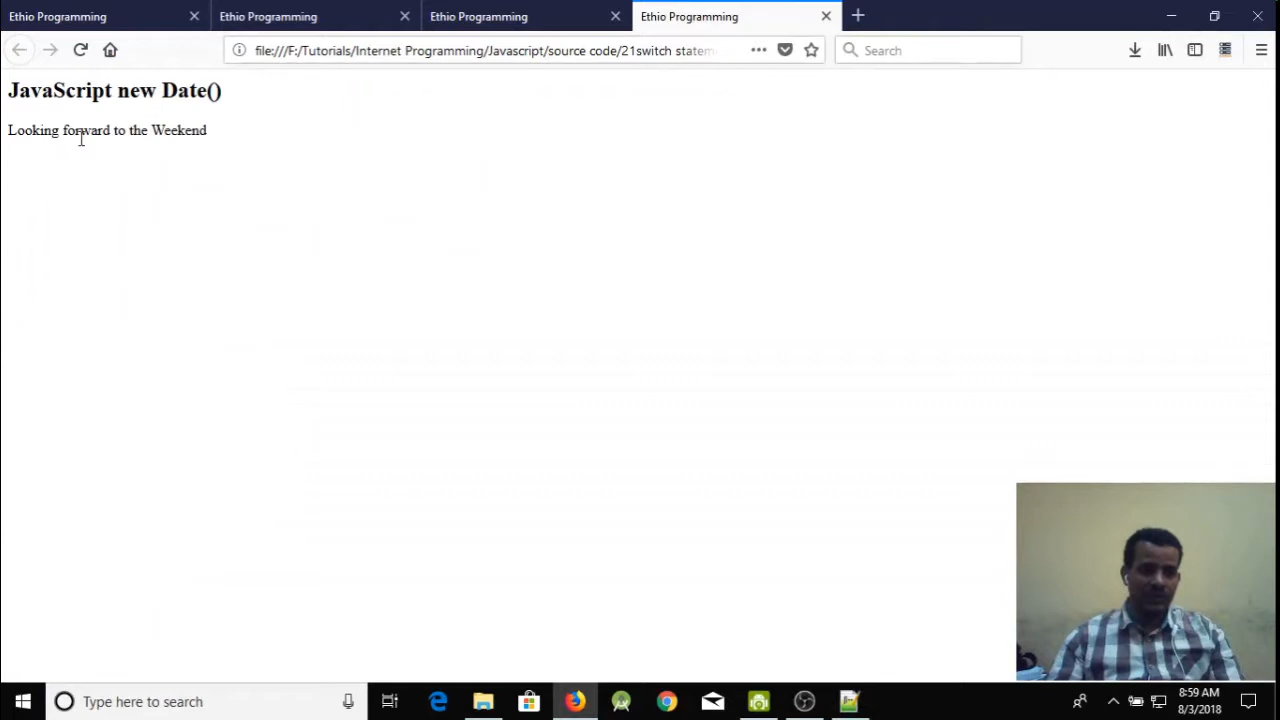 Ethio Programming
Ethio Programming
Ethio Programming
Ethio Programming
file:///F:/Tutorials/Internet Programming/Javascript/source code/21switch statem
Search
JavaScript new Date()
Looking forward to the Weekend
Type here to search
8:59 AM
8/3/2018